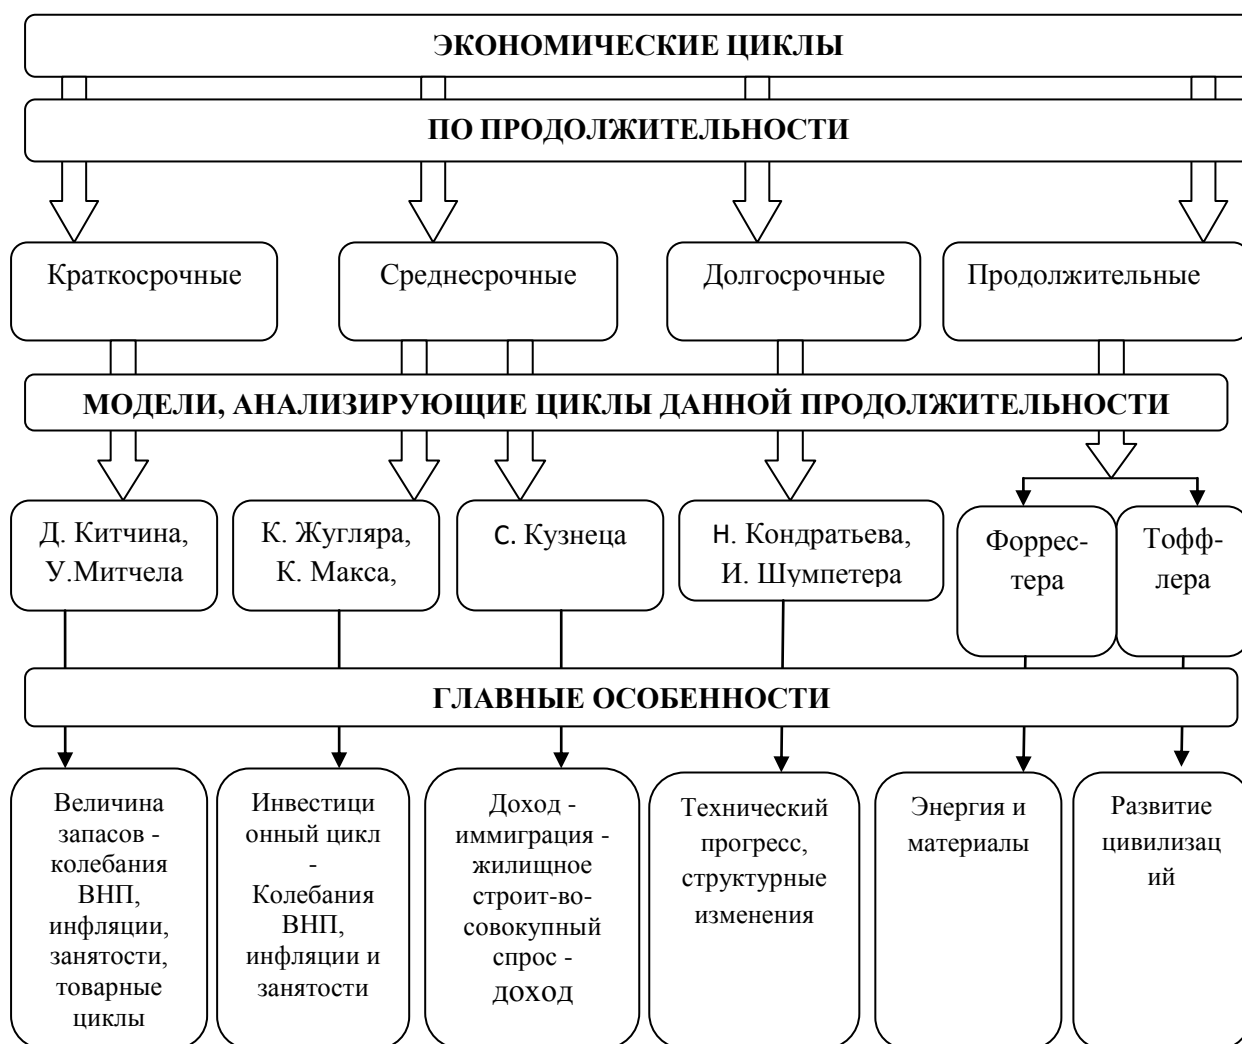 ЭКОНОМИЧЕСКИЕ ЦИКЛЫ
ПО ПРОДОЛЖИТЕЛЬНОСТИ
Краткосрочные
Среднесрочные
Долгосрочные
Продолжительные
МОДЕЛИ, АНАЛИЗИРУЮЩИЕ ЦИКЛЫ ДАННОЙ ПРОДОЛЖИТЕЛЬНОСТИ
Д. Китчина,
У.Митчела
К. Жугляра,
К. Макса,
С. Кузнеца
Н. Кондратьева,
И. Шумпетера
Форрес-
тера
Тофф-
лера
ГЛАВНЫЕ ОСОБЕННОСТИ
Величина
запасов -
колебания
ВНП,
инфляции,
занятости,
товарные
циклы
Инвестици
онный цикл
-
Колебания
ВНП,
инфляции и
занятости
Доход -
иммиграция -
жилищное
строит-во-
совокупный
спрос -
доход
Технический
прогресс,
структурные
изменения
Энергия и
материалы
Развитие
цивилизац
ий